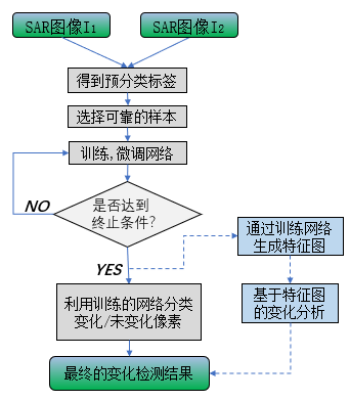 SAR图像I1
SAR图像I2
得到预分类标签
选择可靠的样本
训练,微调网络
是否达到
终止条件?
NO
YES
通过训练网络
生成特征图
利用训练的网络分类
变化/未变化像素
基于特征图
的变化分析
最终的变化检测结果